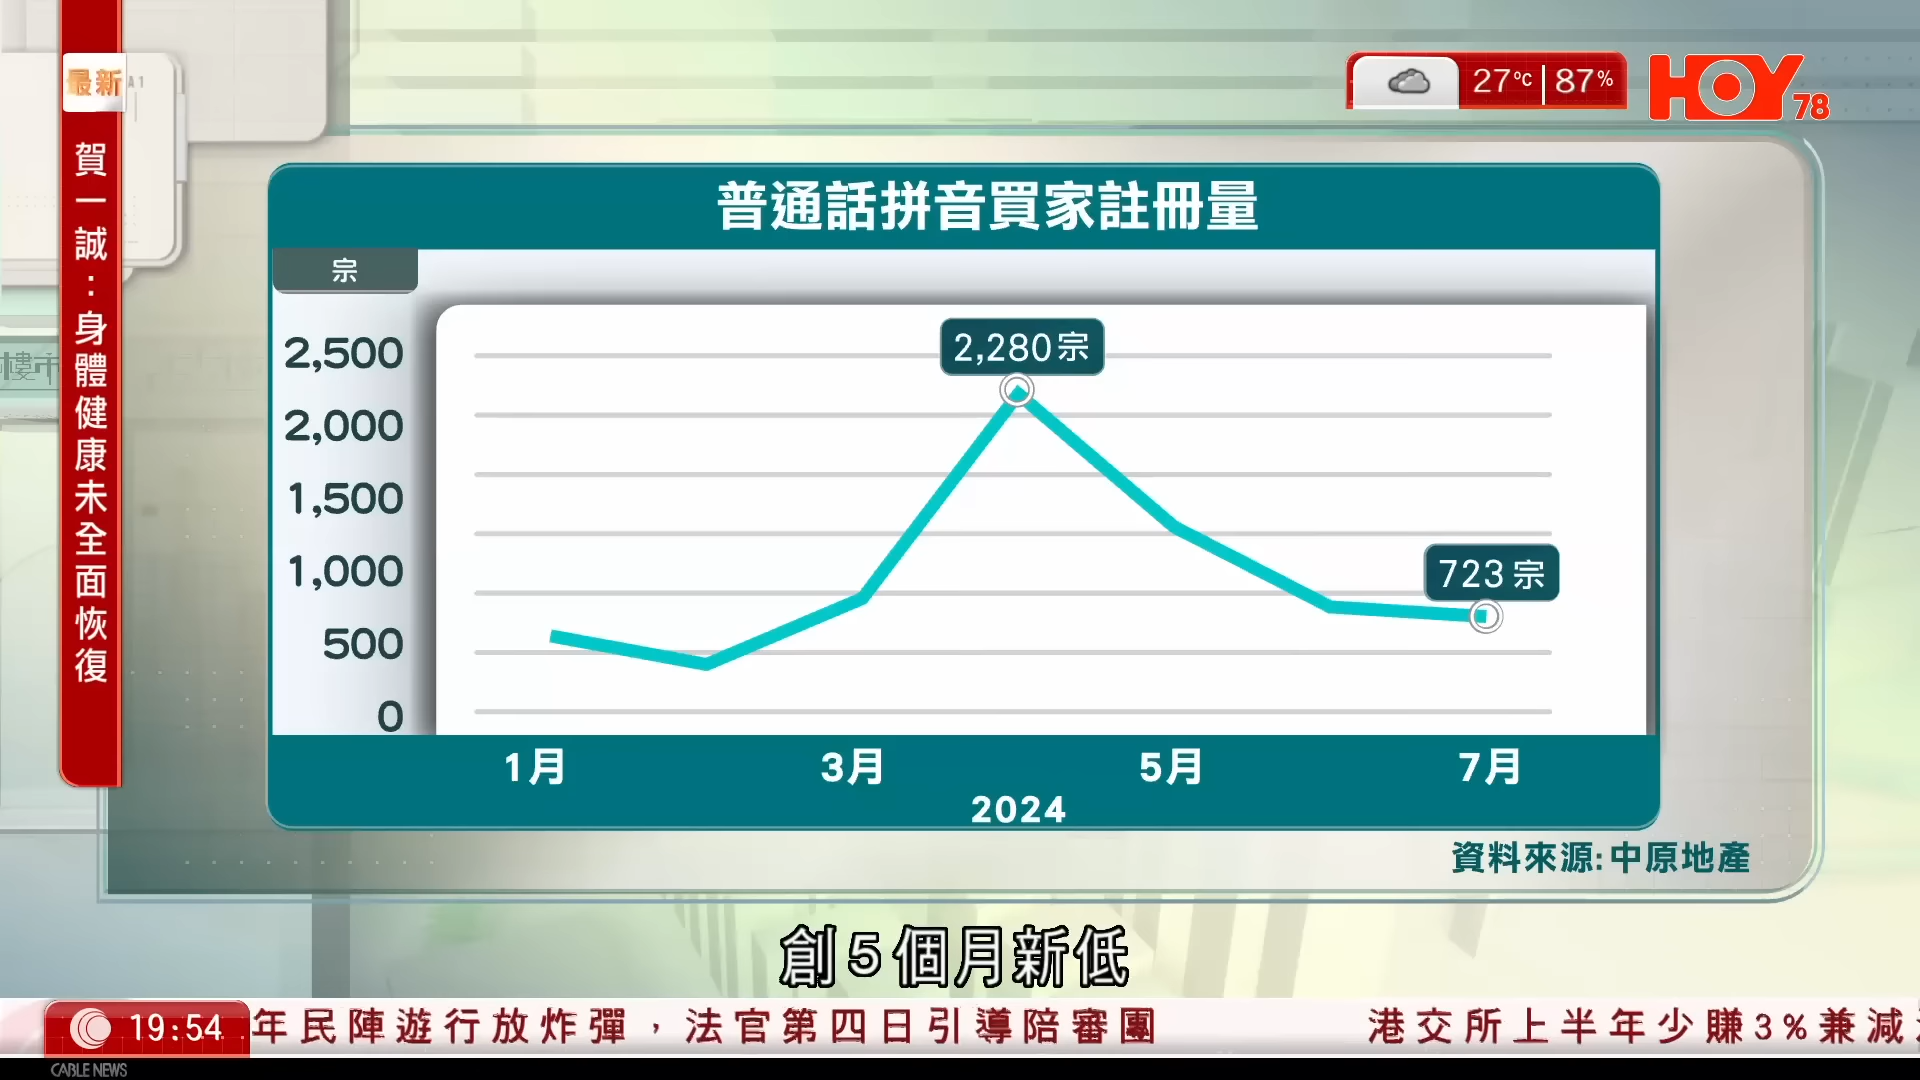 最新
賀一誠：身體健康未全面恢復
27℃ 87%
HOY 78
普通話拼音買家註冊量
宗
2,500
2,000
1,500
1,000
500
0
2,280宗
723宗
1月 3月 5月 7月
2024
資料來源:中原地產
樓市
A1
創5個月新低
19:54
年民陣遊行放炸彈，法官第四日引導陪審團 港交所上半年少賺3%兼減
CABLE NEWS